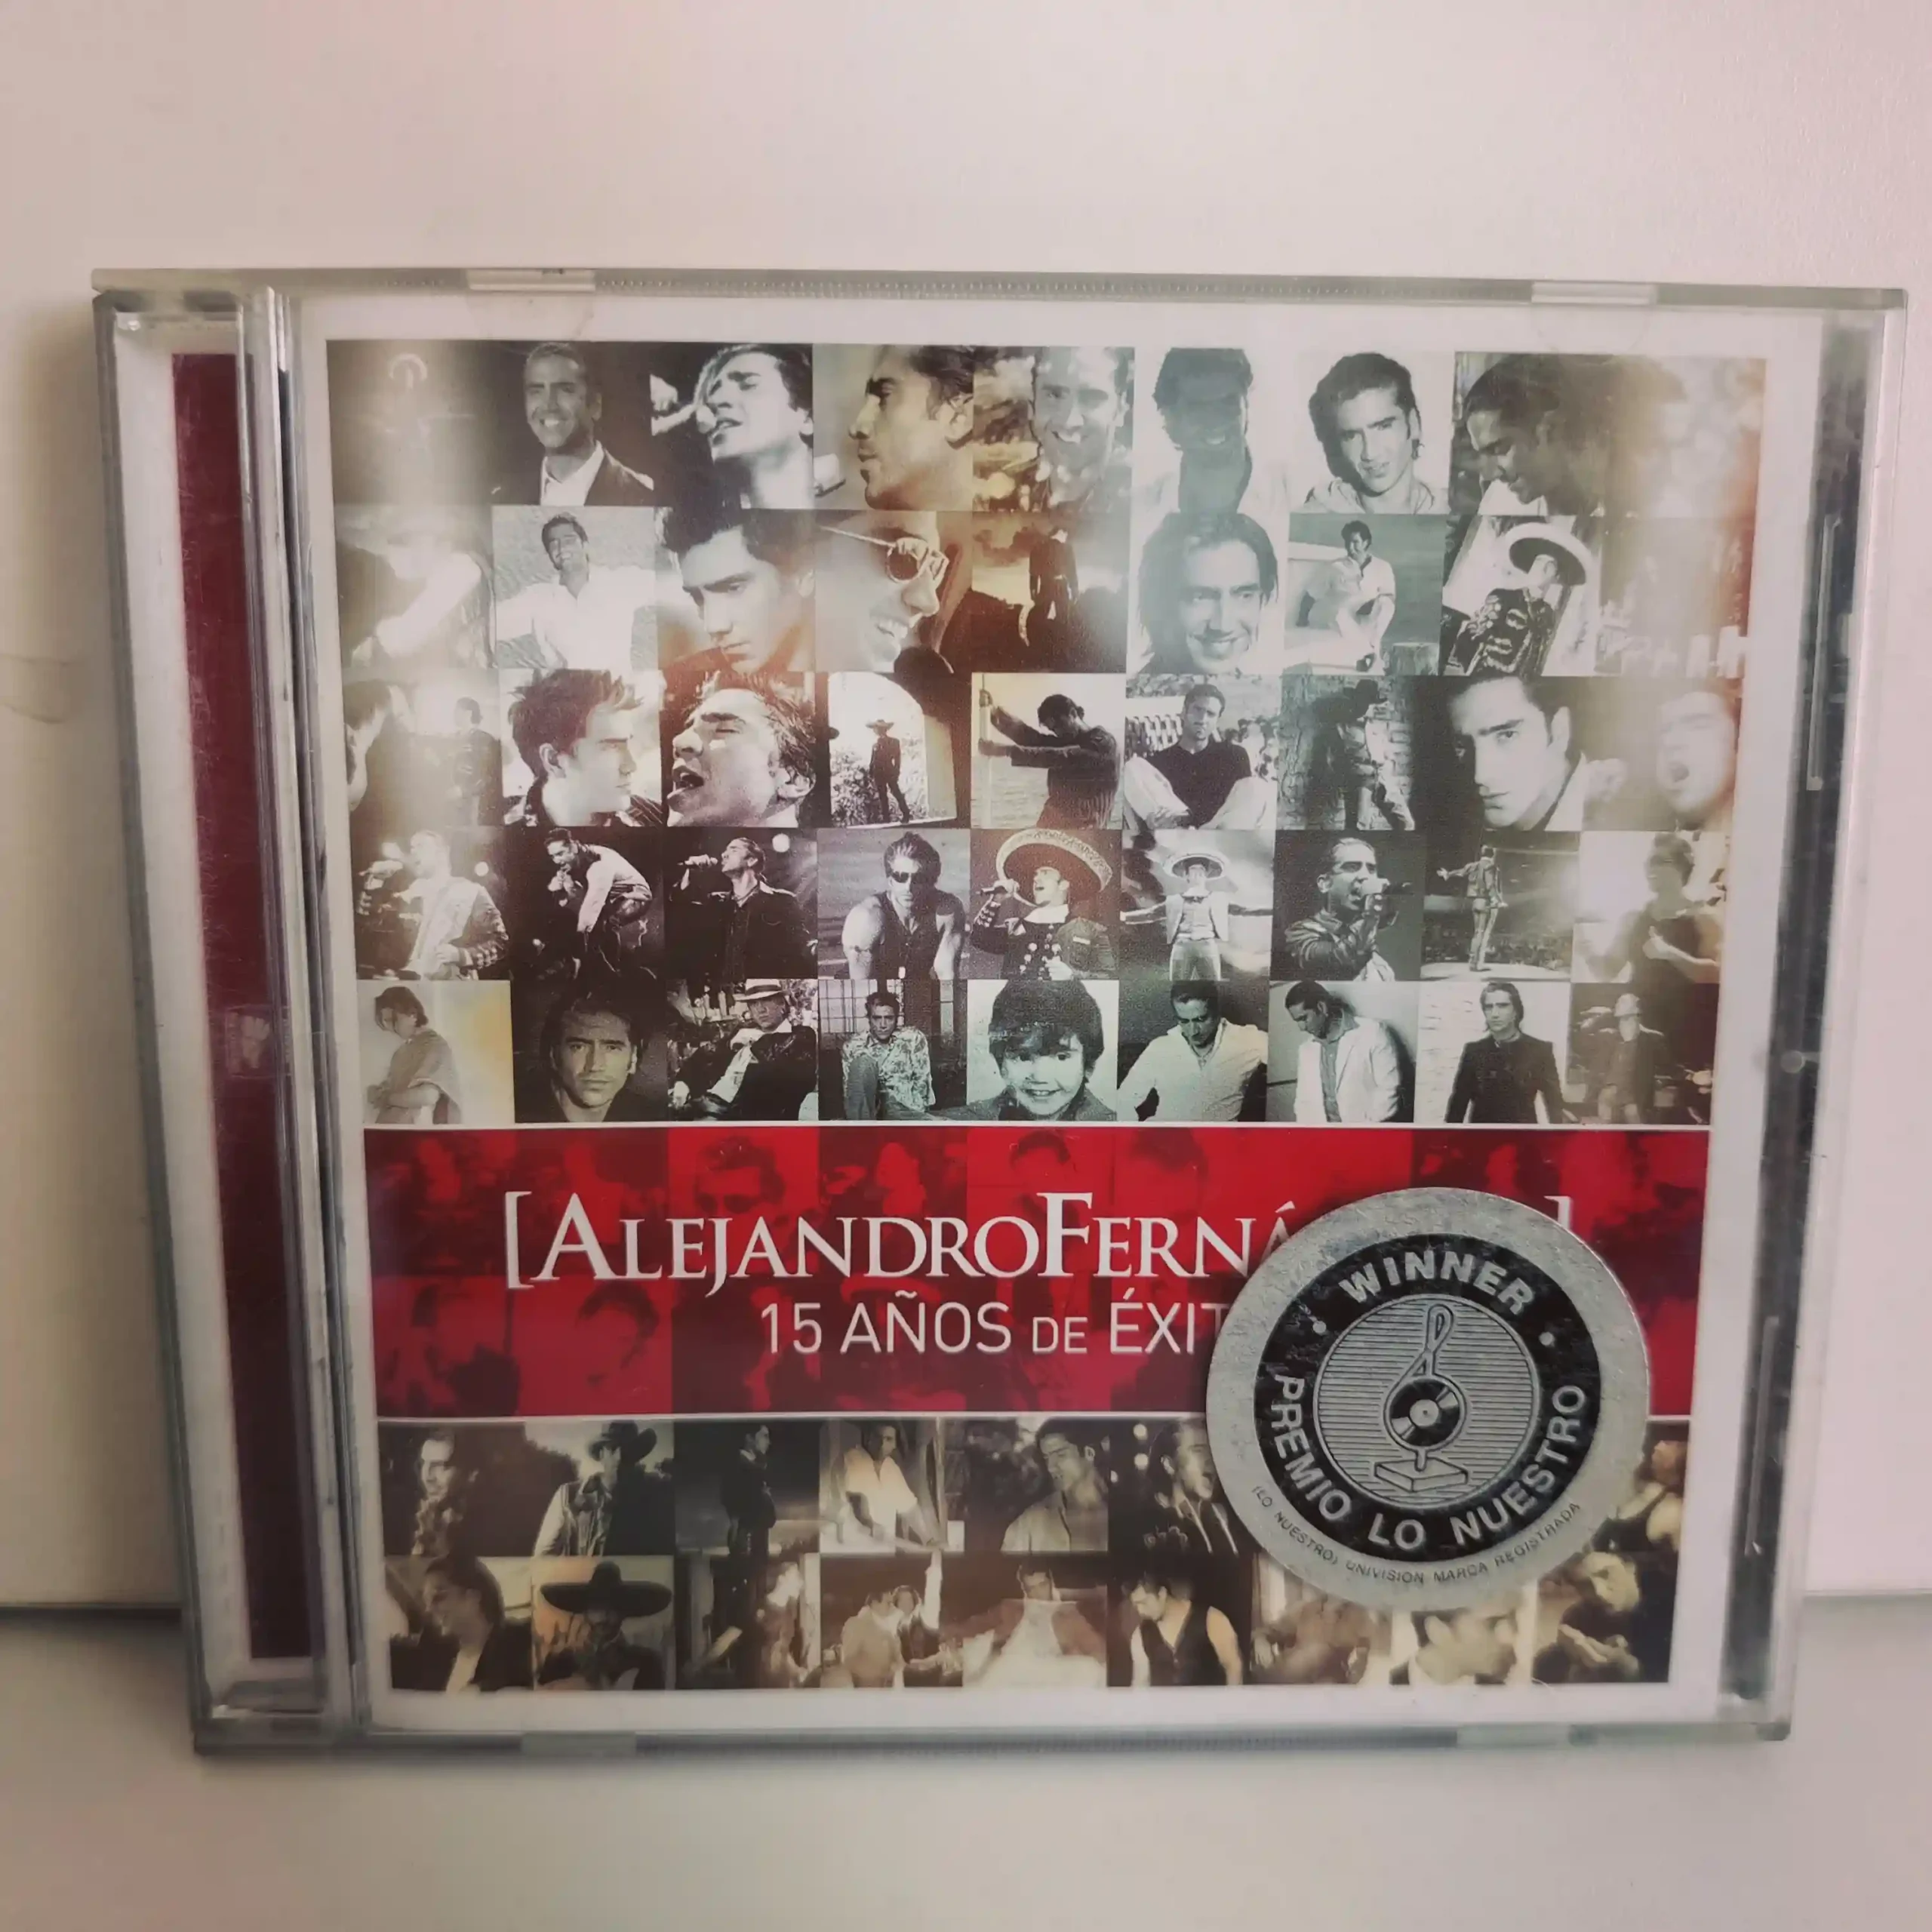 [ALEJANDROFERNÁ ]
15 AÑOS DE ÉXIT
WINNER
PREMIO LO NUESTRO
(LO NUESTRO) UNIVISION MARCA REGISTRADA